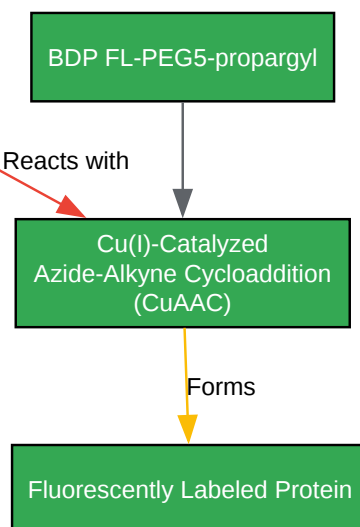 BDP FL-PEG5-propargyl
Reacts with
Cu(I)-Catalyzed
Azide-Alkyne Cycloaddition
(CuAAC)
Forms
Fluorescently Labeled Protein